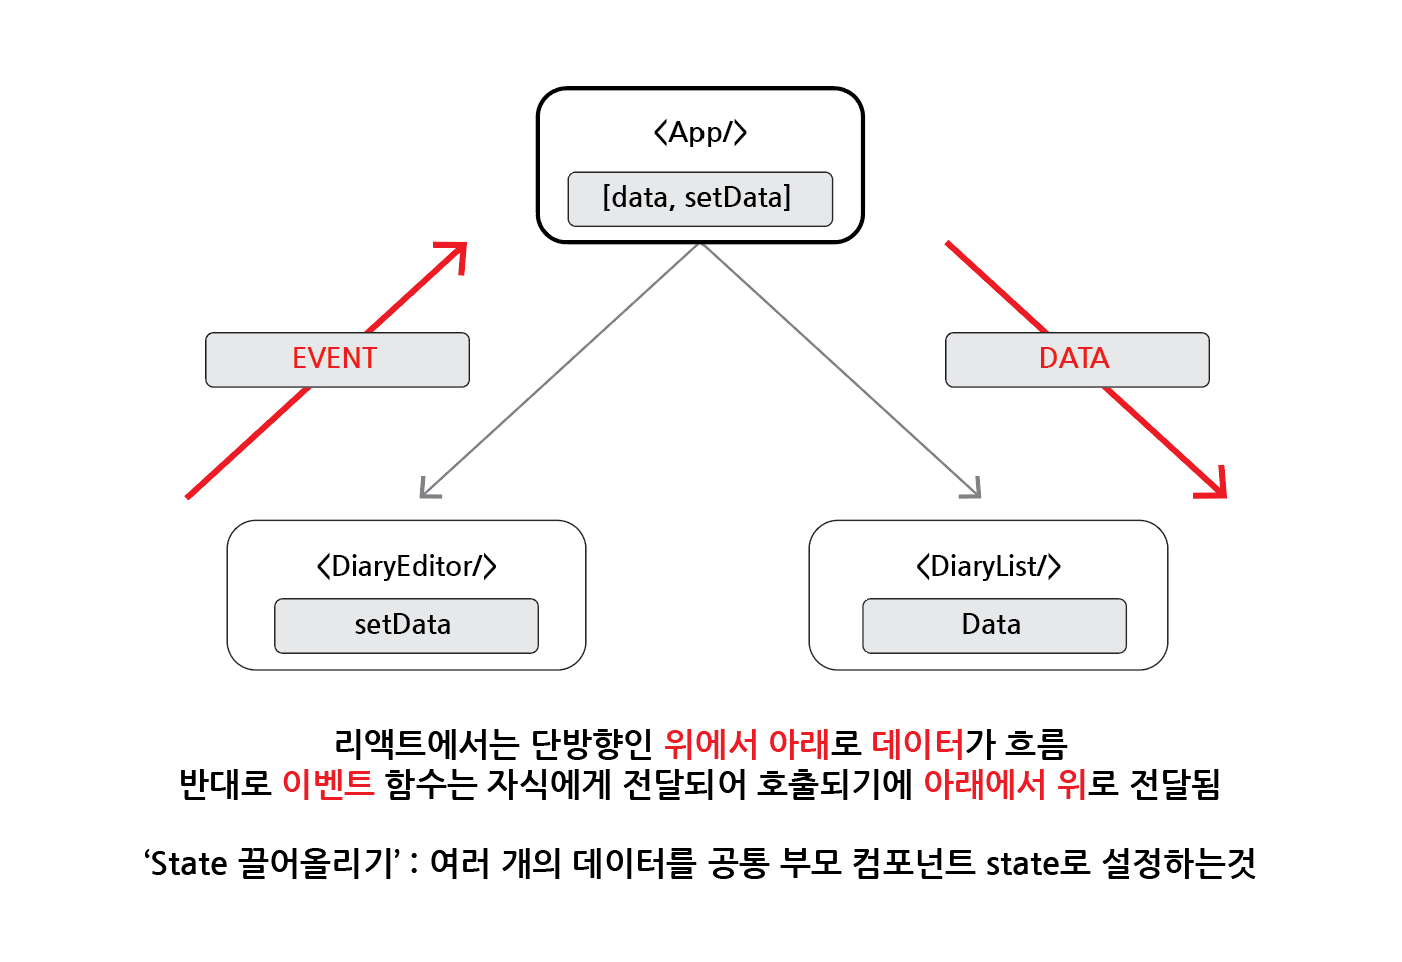 <App/>
[data, setData]
EVENT
DATA
<DiaryEditor/>
setData
<DiaryList/>
Data
리액트에서는 단방향인 위에서 아래로 데이터가 흐름
반대로 이벤트 함수는 자식에게 전달되어 호출되기에 아래에서 위로 전달됨
‘State 끌어올리기’ : 여러 개의 데이터를 공통 부모 컴포넌트 state로 설정하는것